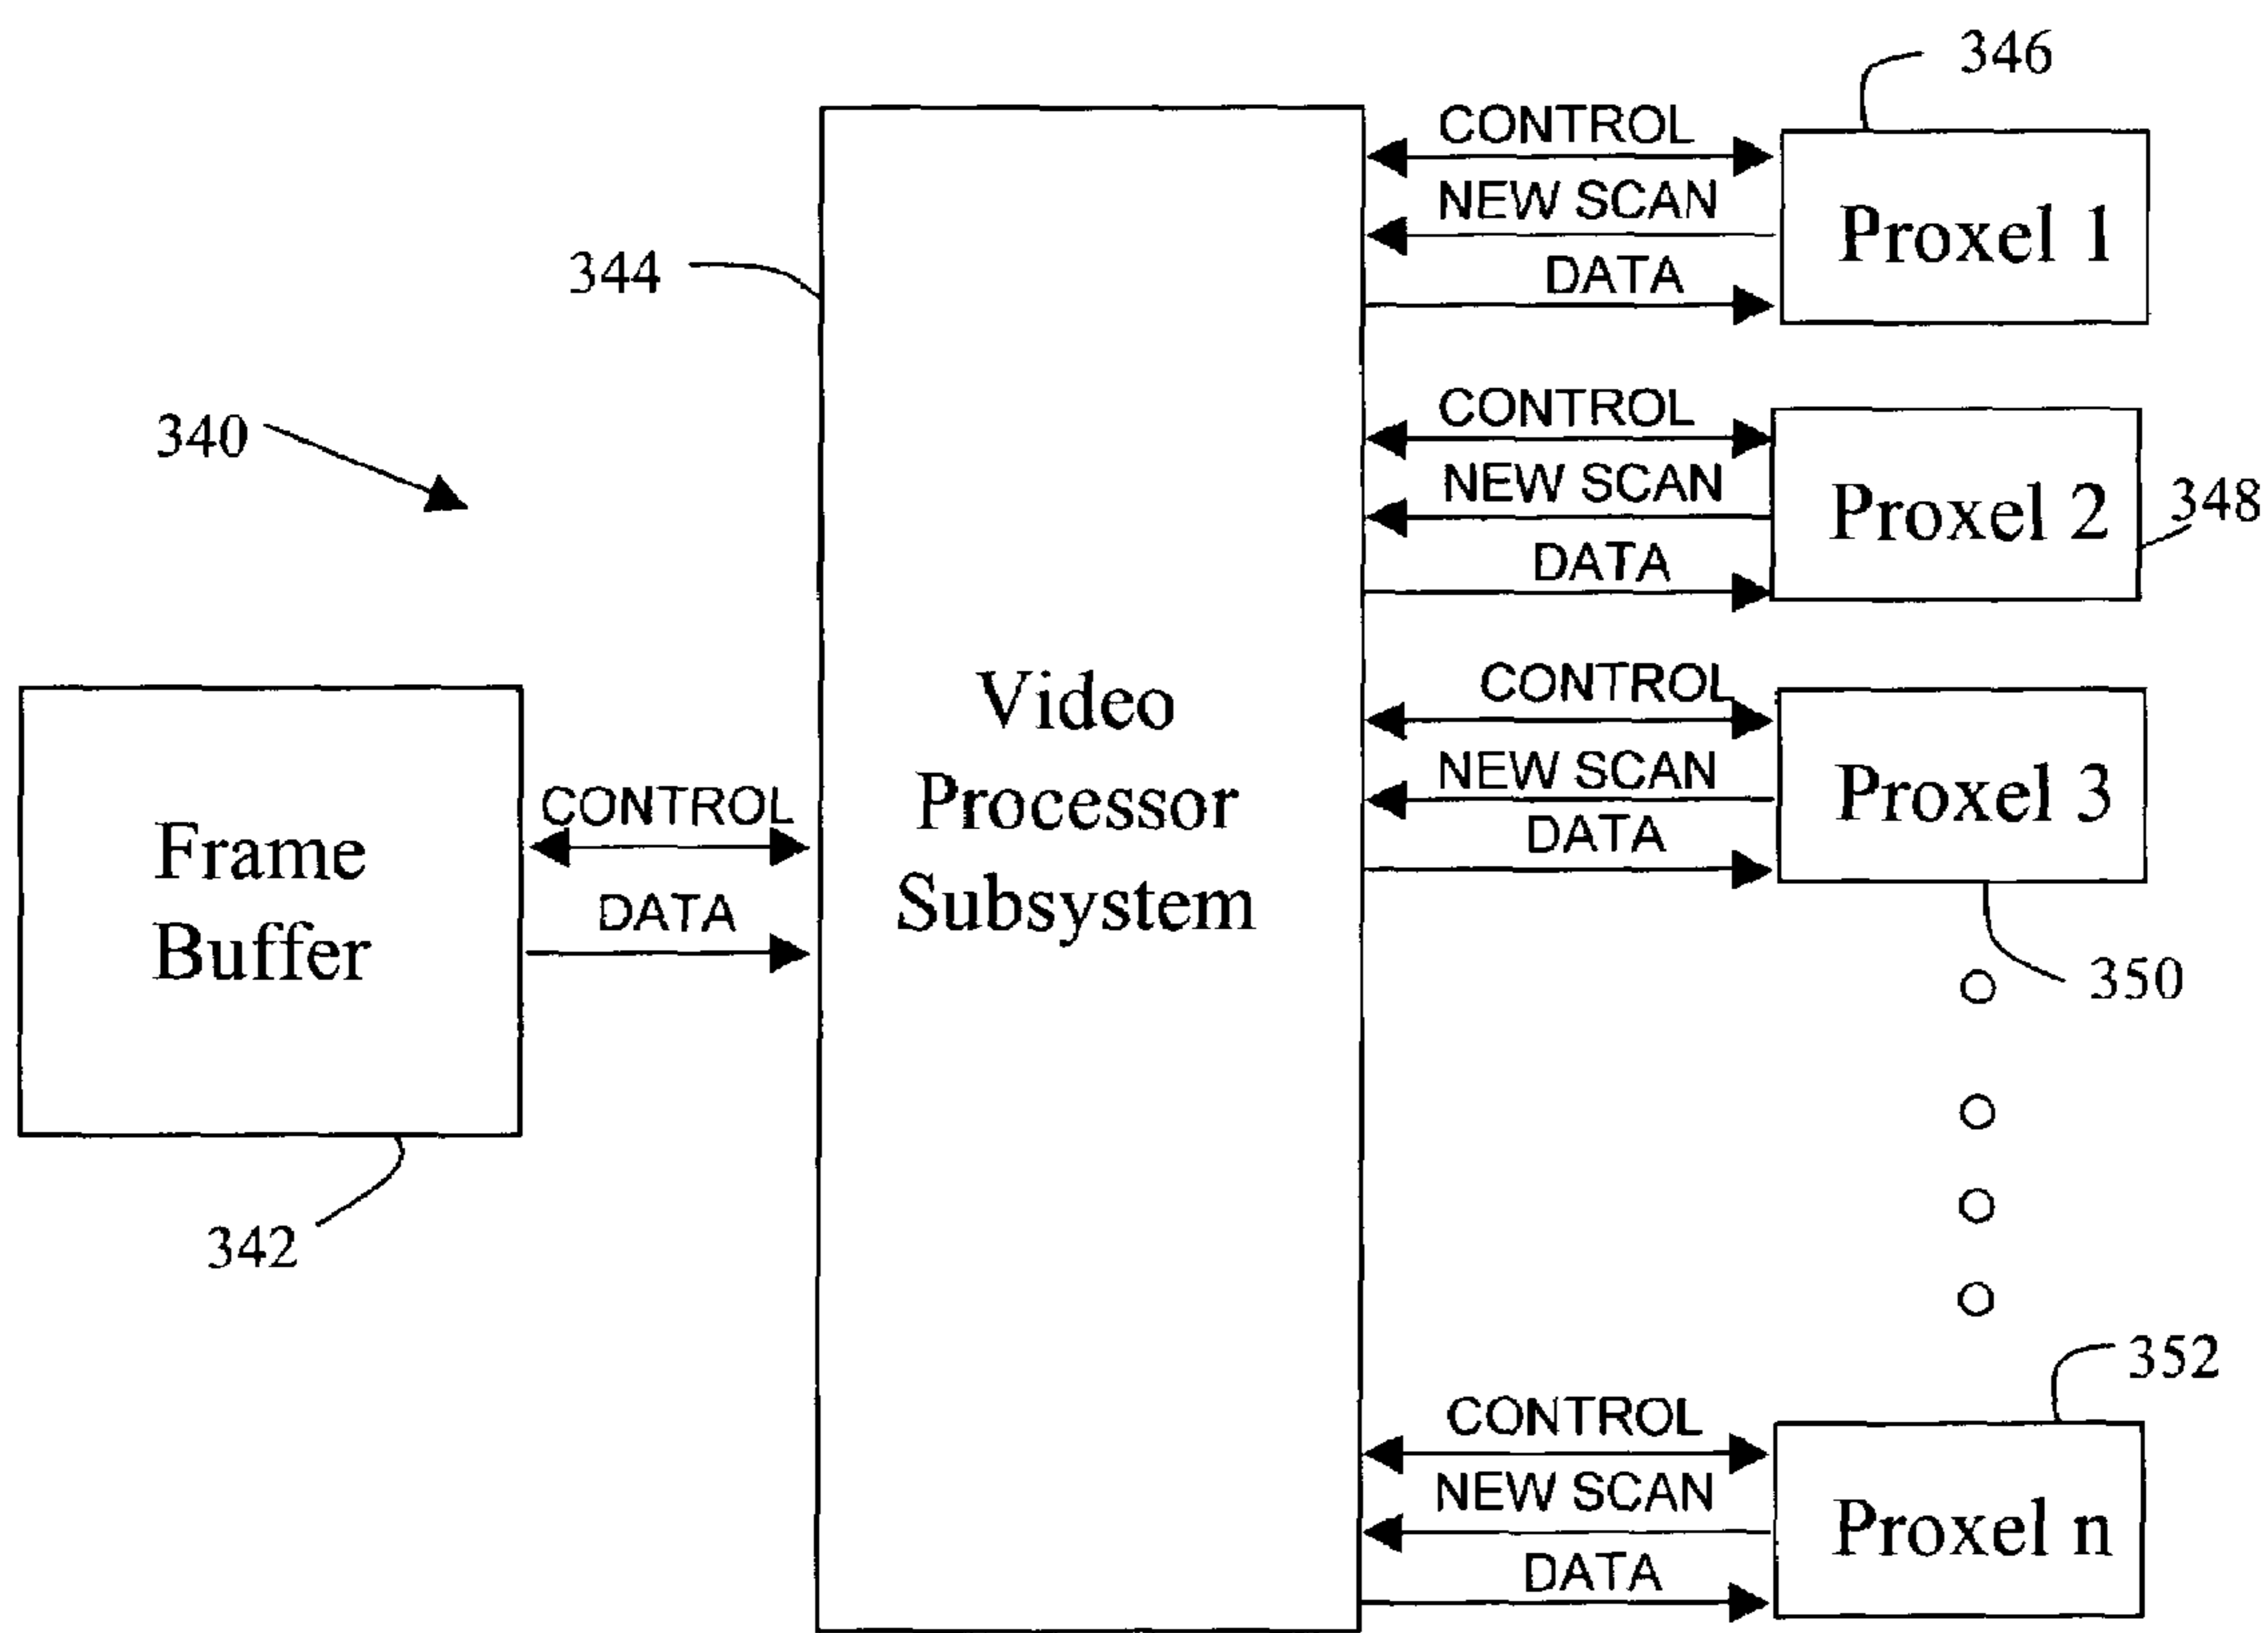 346
CONTROL
NEW SCAN
DATA
Proxel 1
344
340
CONTROL
NEW SCAN
DATA
Proxel 2
348
CONTROL
NEW SCAN
DATA
Proxel 3
350
Video
Processor
Subsystem
CONTROL
DATA
Frame
Buffer
342
352
CONTROL
NEW SCAN
DATA
Proxel n